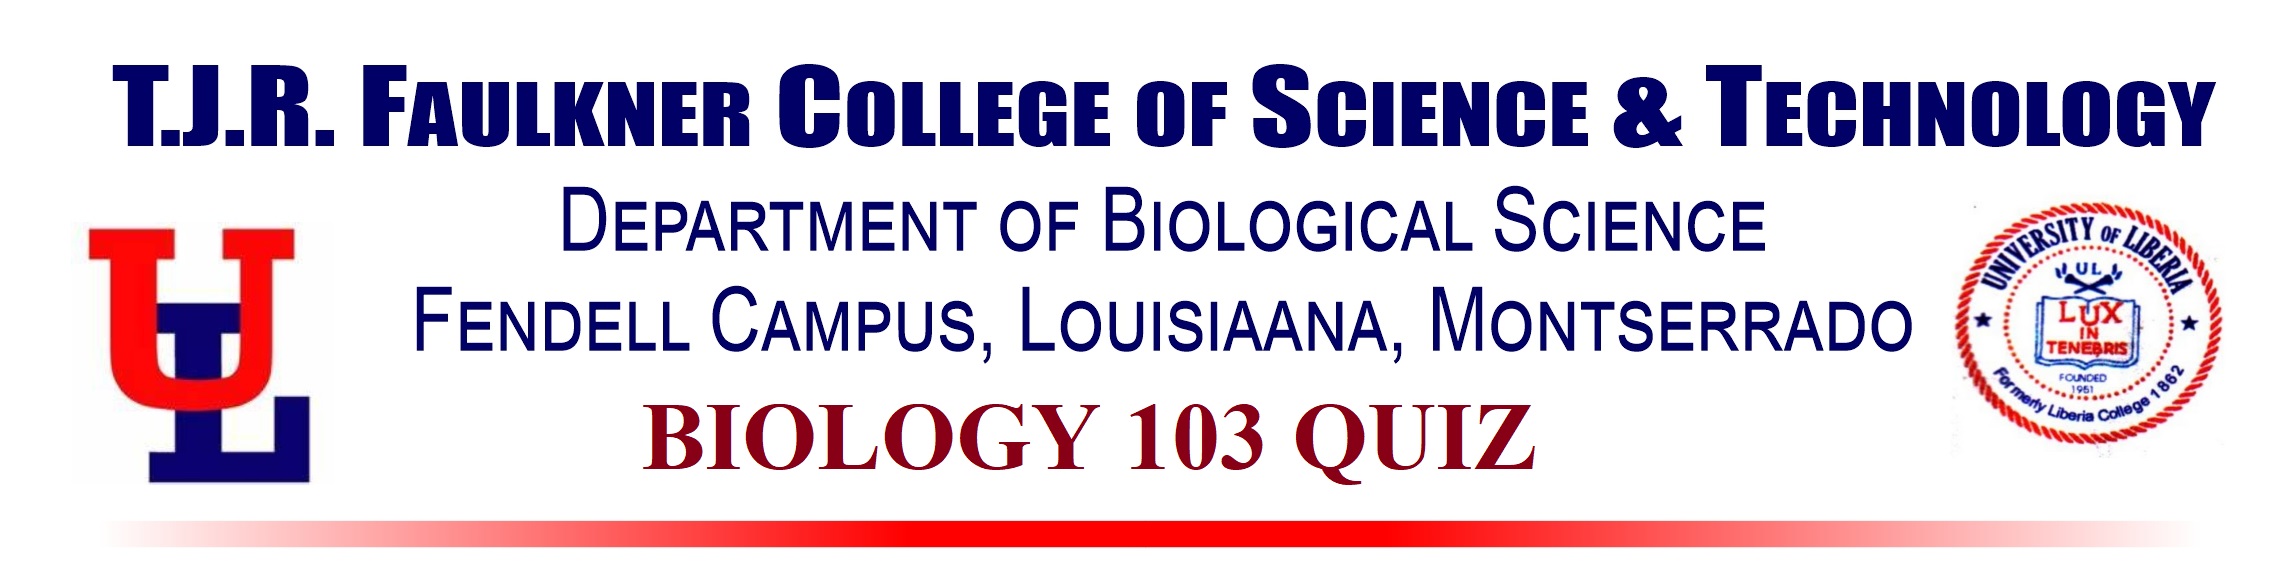 T.J.R. FAULKNER COLLEGE OF SCIENCE & TECHNOLOGY
DEPARTMENT OF BIOLOGICAL SCIENCE
FENDELL CAMPUS, LOUISIAANA, MONTSERRADO
BIOLOGY 103 QUIZ
UL
UNIVERSITY OF LIBERIA
UL
LUX
IN
TENEBRIS
FOUNDED
1951
Formerly Liberia College 1862